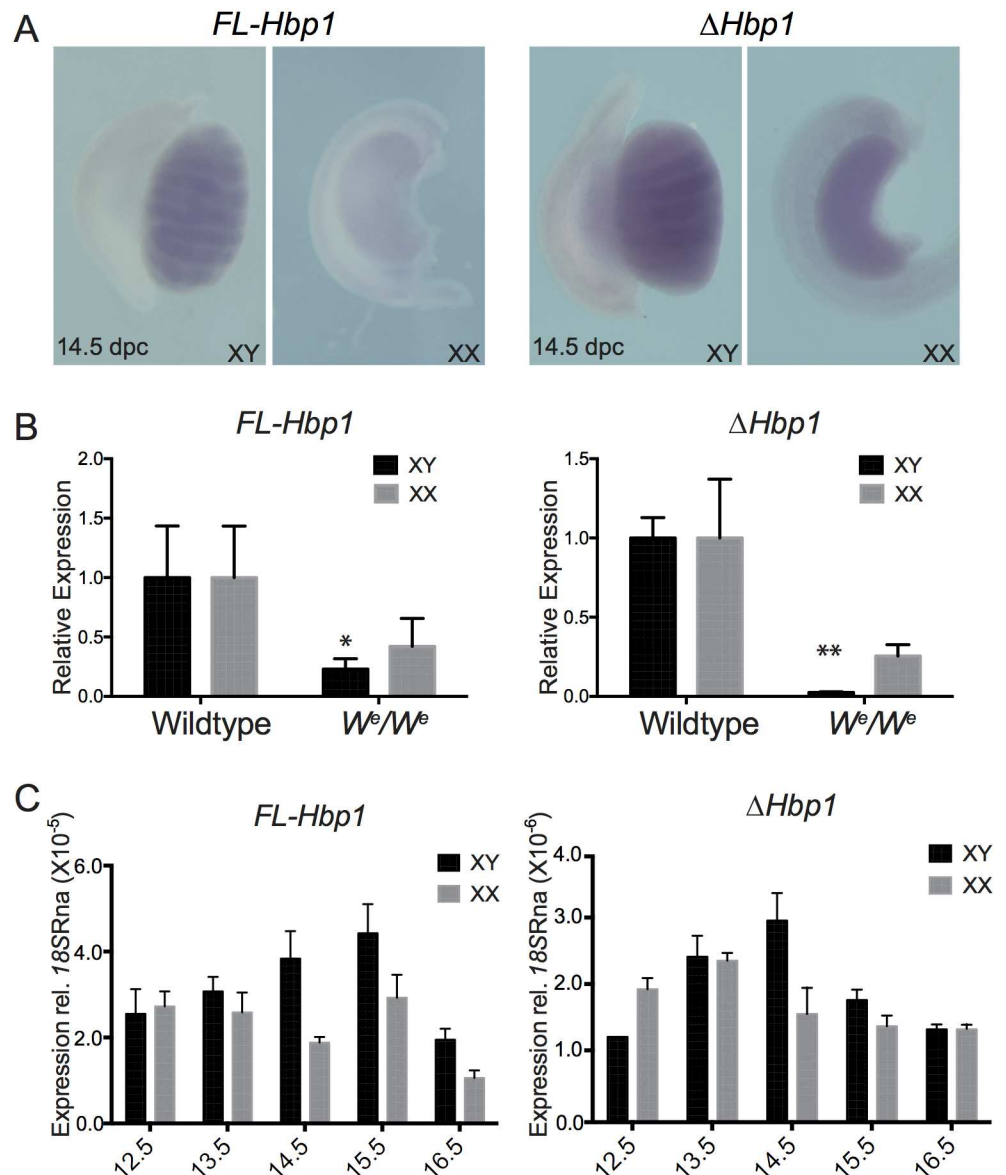 A
FL-Hbp1
ΔHbp1
14.5 dpc
XY
XX
14.5 dpc
XY
XX
B
FL-Hbp1
XY
XX
Relative Expression
2.0
1.5
1.0
0.5
0.0
*
Wildtype
Wᵉ/Wᵉ
ΔHbp1
XY
XX
Relative Expression
1.5
1.0
0.5
0.0
**
Wildtype
Wᵉ/Wᵉ
C
FL-Hbp1
XY
XX
Expression rel. 18SRna (X10⁻⁵)
6.0
4.0
2.0
0.0
12.5
13.5
14.5
15.5
16.5
ΔHbp1
XY
XX
Expression rel. 18SRna (X10⁻⁶)
4.0
3.0
2.0
1.0
0.0
12.5
13.5
14.5
15.5
16.5